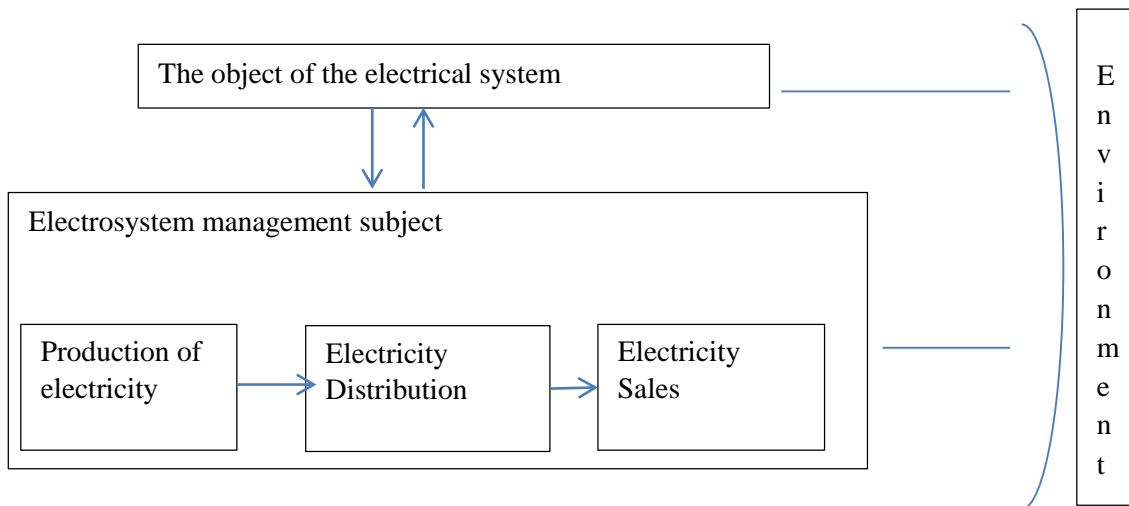 The object of the electrical system
Electrosystem management subject
Production of
electricity
Electricity
Distribution
Electricity
Sales
E
n
v
i
r
o
n
m
e
n
t